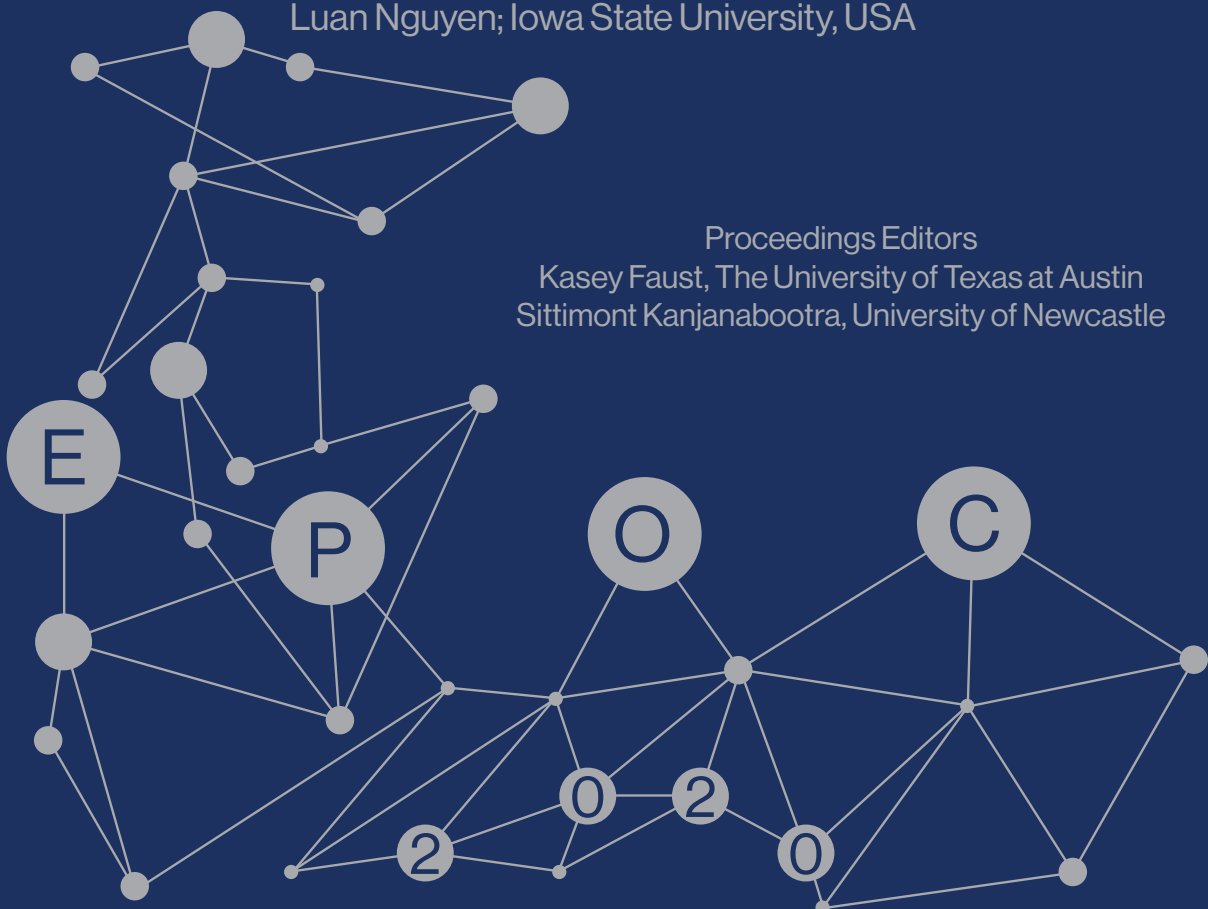 Luan Nguyen; Iowa State University, USA
Proceedings Editors
Kasey Faust, The University of Texas at Austin
Sittimont Kanjanabootra, University of Newcastle
E P O C
2 0 2 0